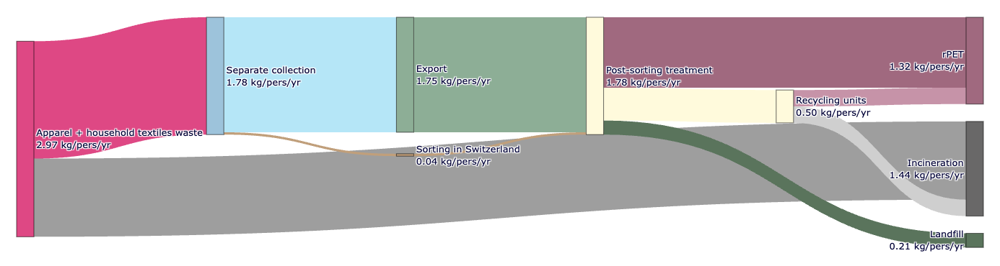 Apparel + household textiles waste
2.97 kg/pers/yr
Separate collection
1.78 kg/pers/yr
Export
1.75 kg/pers/yr
Sorting in Switzerland
0.04 kg/pers/yr
Post-sorting treatment
1.78 kg/pers/yr
Recycling units
0.50 kg/pers/yr
rPET
1.32 kg/pers/yr
Incineration
1.44 kg/pers/yr
Landfill
0.21 kg/pers/yr